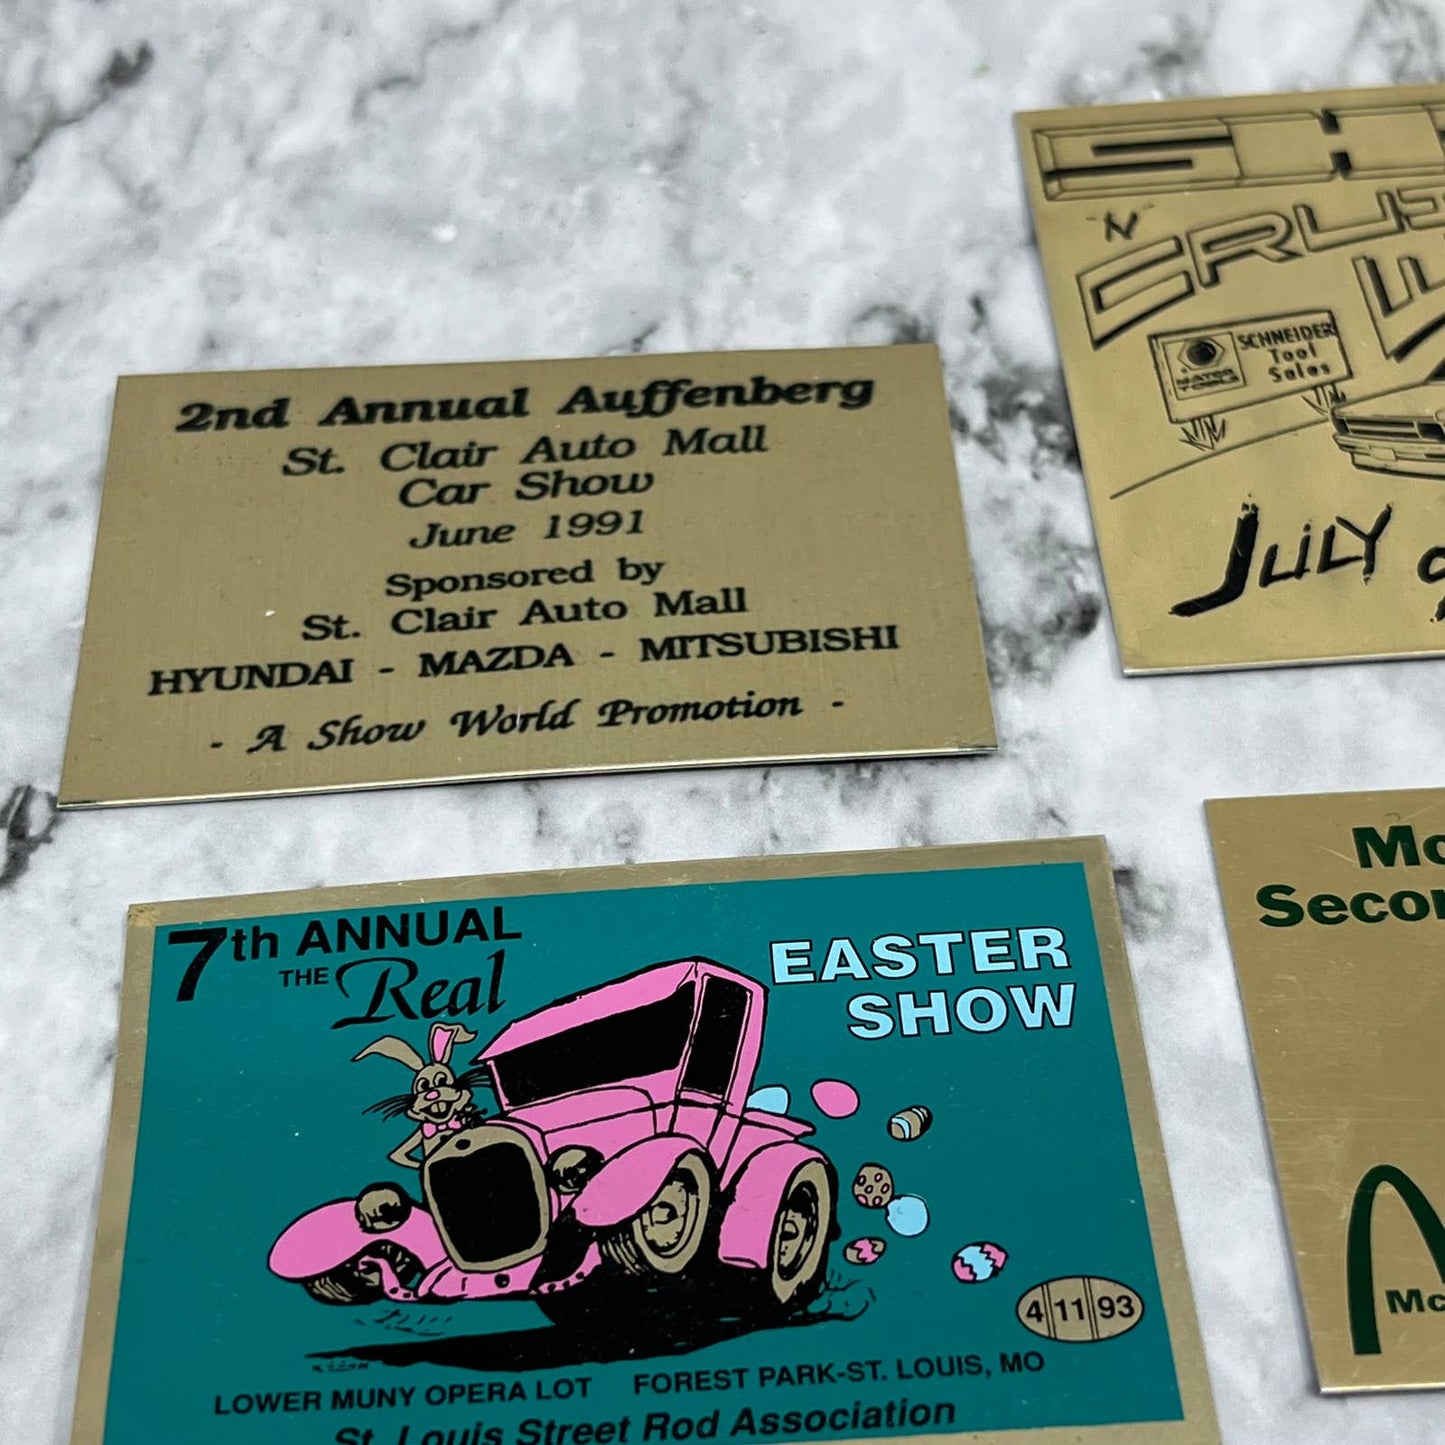 2nd Annual Auffenberg
St. Clair Auto Mall
Car Show
June 1991
Sponsored by
St. Clair Auto Mall
HYUNDAI - MAZDA - MITSUBISHI
- A Show World Promotion -
"N"
SCHNEIDER
Tool
Sales
MATCO
TOOLS
JULY
7th ANNUAL
THE Real
EASTER
SHOW
4 11 93
LOWER MUNY OPERA LOT FOREST PARK-ST. LOUIS, MO
St. Louis Street Rod Association